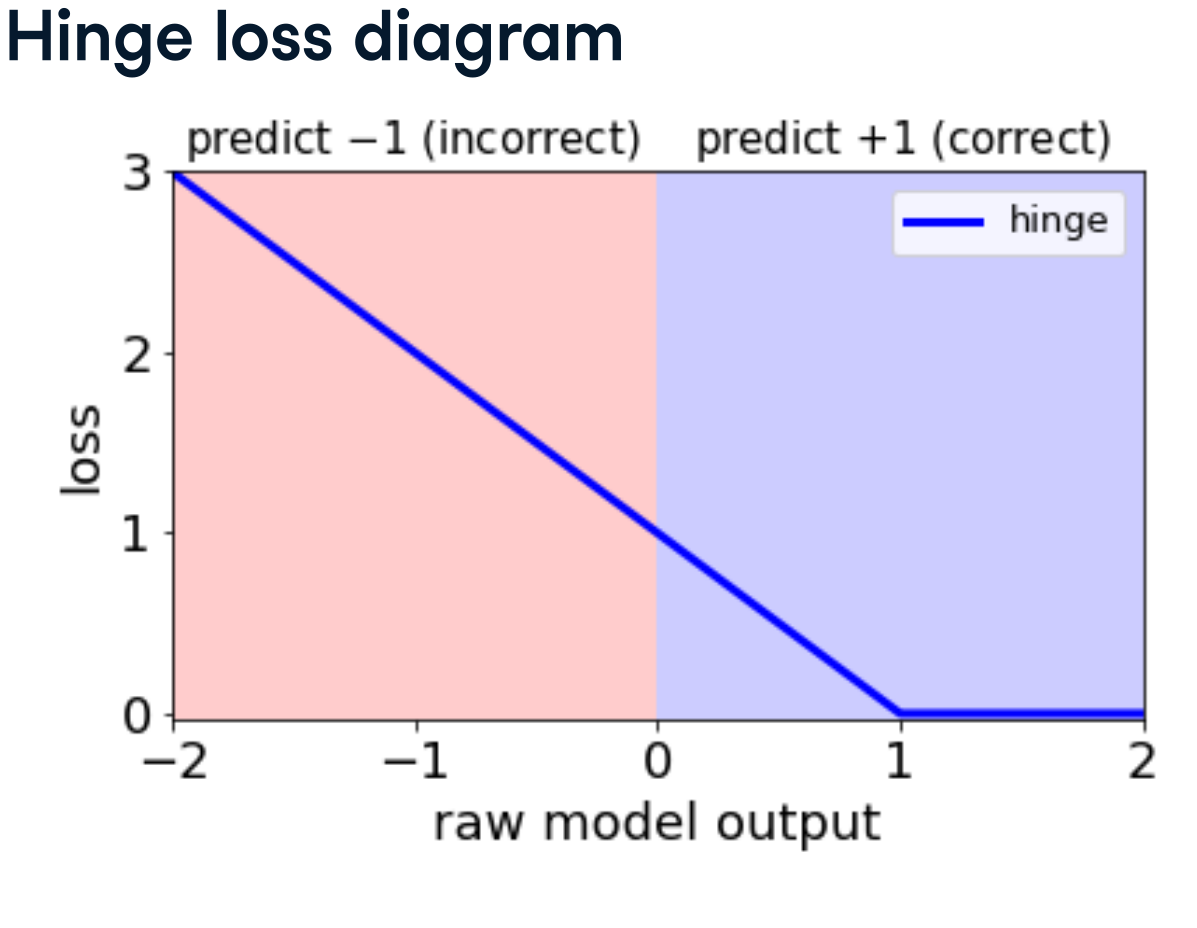 Hinge loss diagram
predict −1 (incorrect) predict +1 (correct)
hinge
3
2
1
0
loss
−2 −1 0 1 2
raw model output